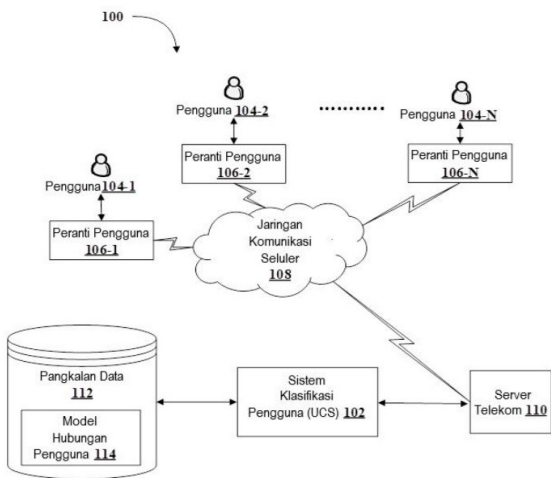 100
Pengguna 104-2
Pengguna 104-N
Peranti Pengguna
106-2
Peranti Pengguna
106-N
Pengguna104-1
Peranti Pengguna
106-1
Jaringan
Komunikasi
Seluler
108
Pangkalan Data
112
Model
Hubungan
Pengguna 114
Sistem
Klasifikasi
Pengguna (UCS) 102
Server
Telekom 110